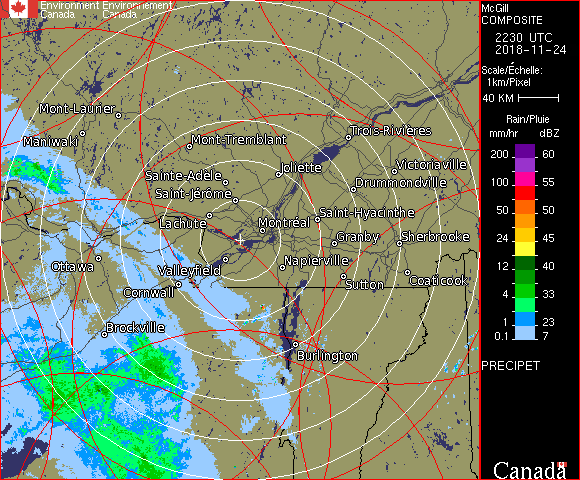 Environment Environnement
Canada Canada
McGill
COMPOSITE
2230 UTC
2018-11-24
Scale/Échelle:
1km/Pixel
40 KM
Rain/Pluie
mm/hr dBZ
200 60
100 55
65 50
50 45
24 40
12 40
4 33
1 23
0.1 7
PRECIPET
Canada
Mont-Laurier
Maniwaki
Mont-Tremblant
Trois-Rivières
Sainte-Adèle
Joliette
Victoriaville
Saint-Jérôme
Drummondville
Lachute
Montréal
Saint-Hyacinthe
Granby
Sherbrooke
Ottawa
Valleyfield
Napierville
Cornwall
Sutton
Coaticook
Brockville
Burlington